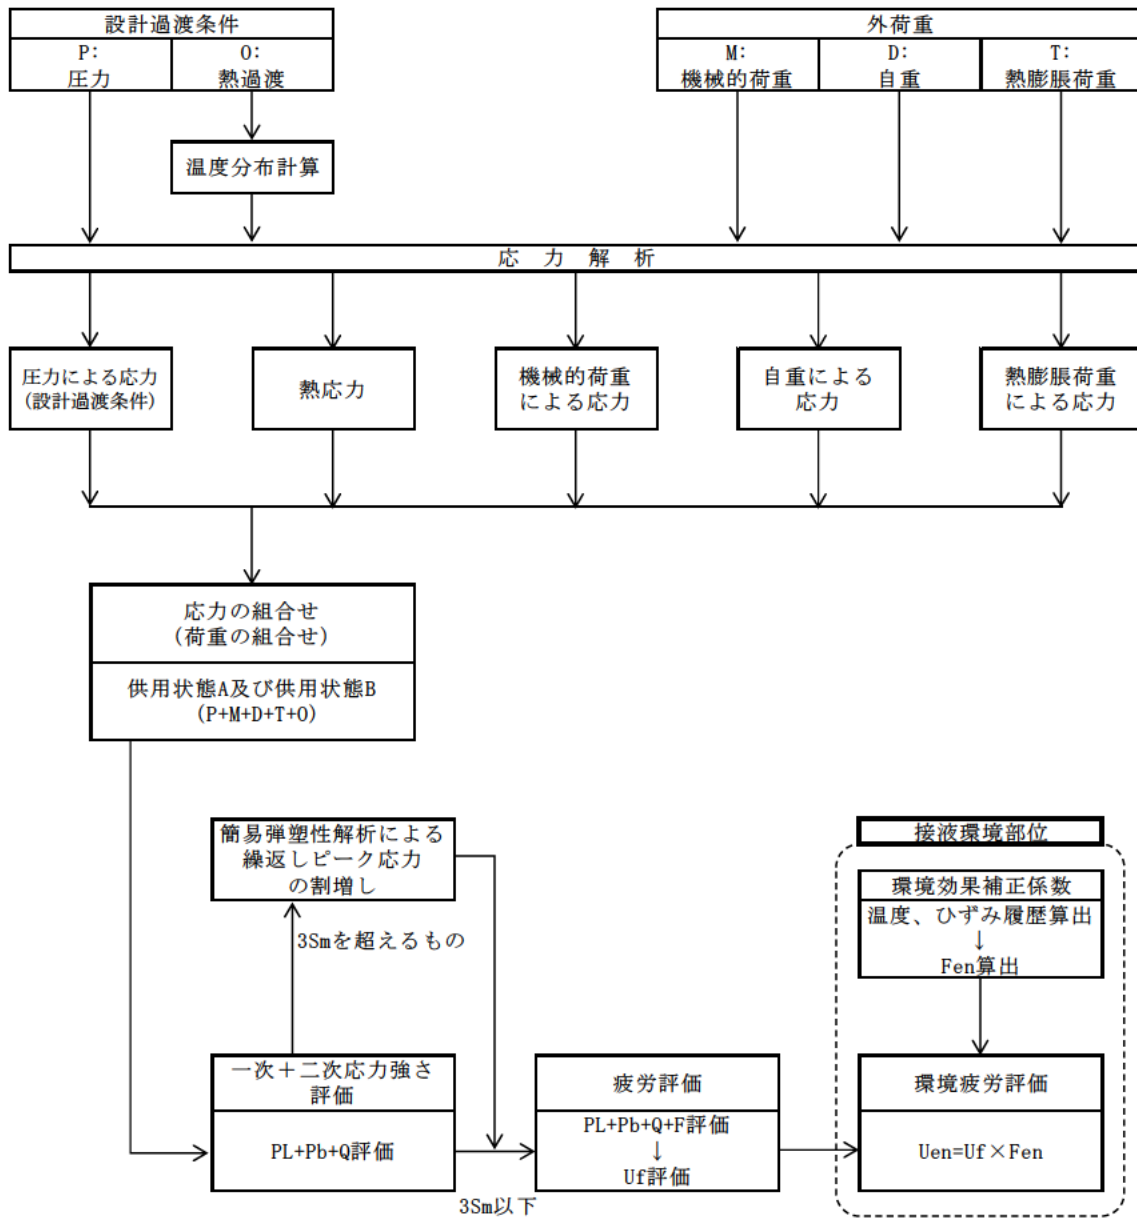 設計過渡条件
P:
圧力
O:
熱過渡
外荷重
M:
機械的荷重
D:
自重
T:
熱膨脹荷重
温度分布計算
応力解析
圧力による応力
(設計過渡条件)
熱応力
機械的荷重
による応力
自重による
応力
熱膨脹荷重
による応力
応力の組合せ
(荷重の組合せ)
供用状態A及び供用状態B
(P+M+D+T+O)
簡易弾塑性解析による
繰返しピーク応力
の割増し
3Smを超えるもの
接液環境部位
環境効果補正係数
温度、ひずみ履歴算出
↓
Fen算出
一次＋二次応力強さ
評価
PL+Pb+Q評価
3Sm以下
疲労評価
PL+Pb+Q+F評価
↓
Uf評価
環境疲労評価
Uen=Uf×Fen